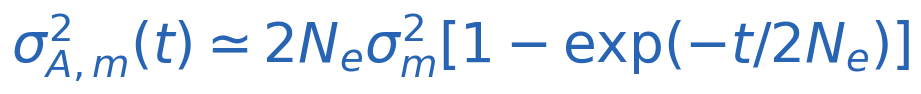 σ²_{A,m}(t) ≃ 2N_eσ²_m[1 − exp(−t/2N_e)]